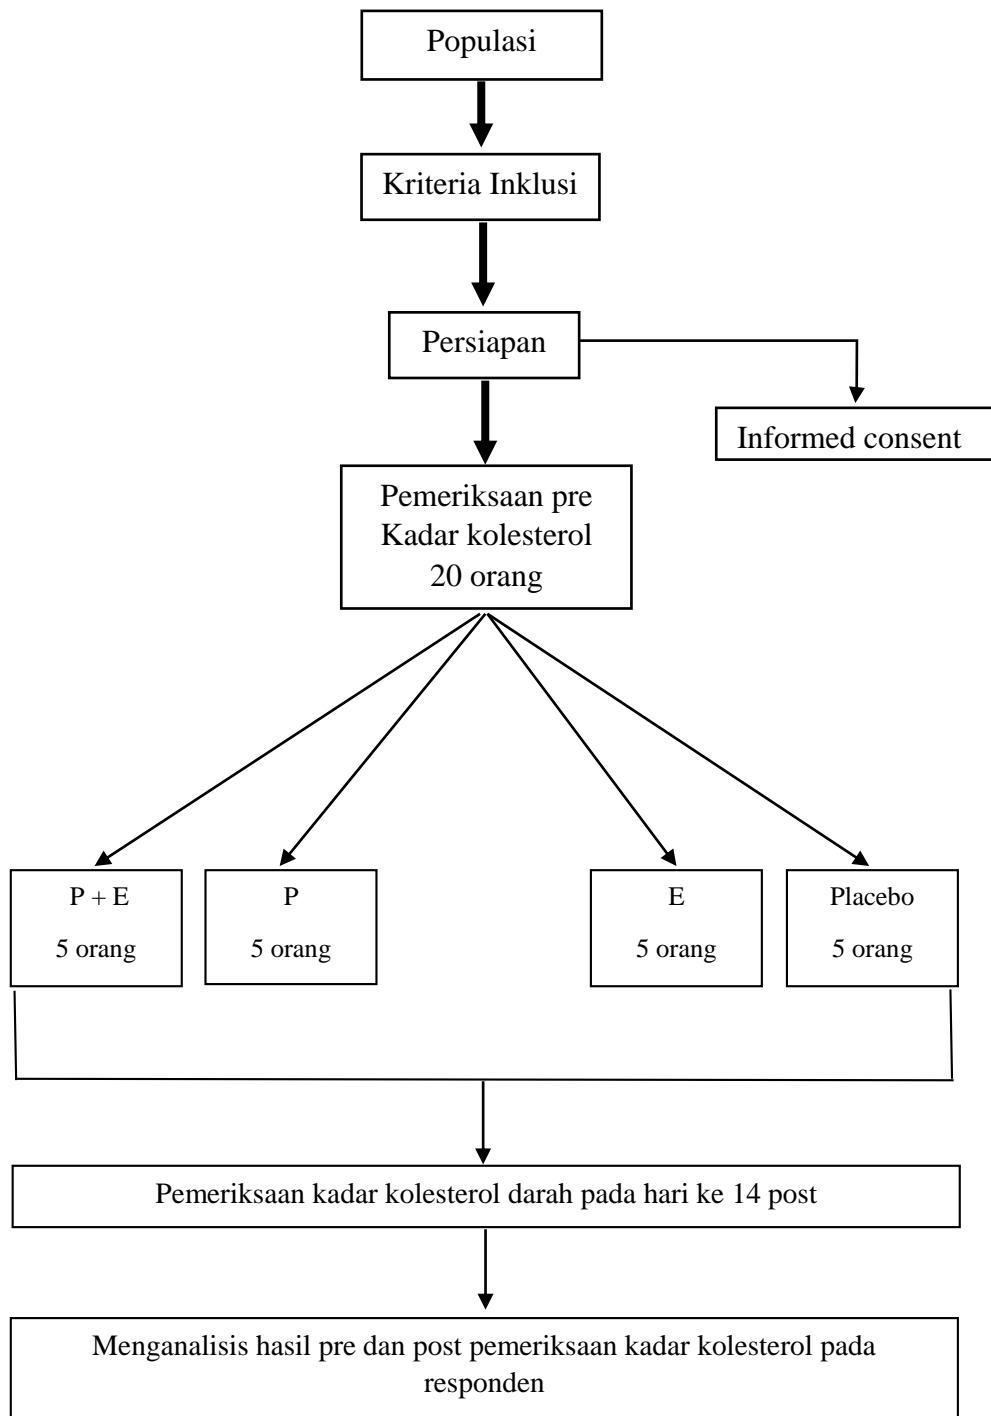 Populasi
Kriteria Inklusi
Persiapan
Informed consent
Pemeriksaan pre
Kadar kolesterol
20 orang
P + E
5 orang
P
5 orang
E
5 orang
Placebo
5 orang
Pemeriksaan kadar kolesterol darah pada hari ke 14 post
Menganalisis hasil pre dan post pemeriksaan kadar kolesterol pada
responden